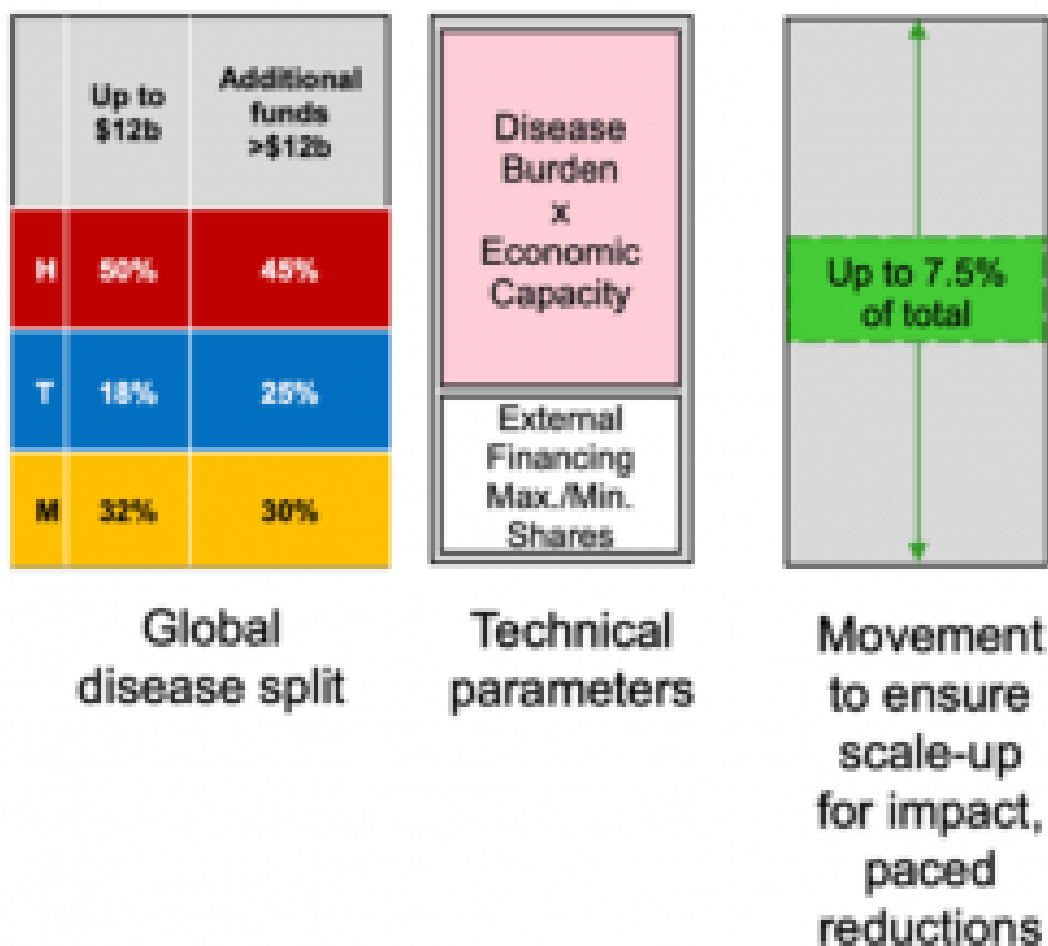 Up to
$12b
Additional
funds
>$12b
H 50% 45%
T 18% 25%
M 32% 30%
Global
disease split
Disease
Burden
x
Economic
Capacity
External
Financing
Max./Min.
Shares
Technical
parameters
Up to 7.5%
of total
Movement
to ensure
scale-up
for impact,
paced
reductions